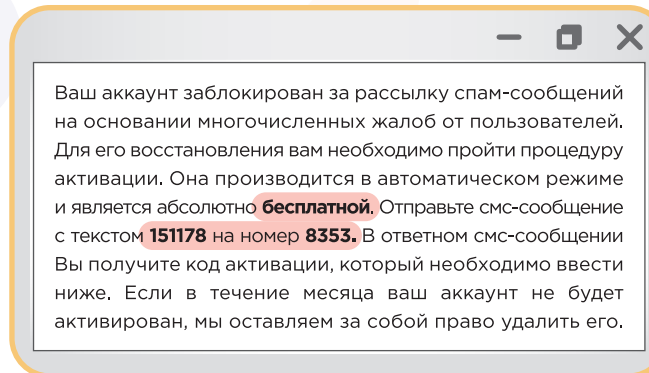 Ваш аккаунт заблокирован за рассылку спам-сообщений
на основании многочисленных жалоб от пользователей.
Для его восстановления вам необходимо пройти процедуру
активации. Она производится в автоматическом режиме
и является абсолютно бесплатной. Отправьте смс-сообщение
с текстом 151178 на номер 8353. В ответном смс-сообщении
Вы получите код активации, который необходимо ввести
ниже. Если в течение месяца ваш аккаунт не будет
активирован, мы оставляем за собой право удалить его.